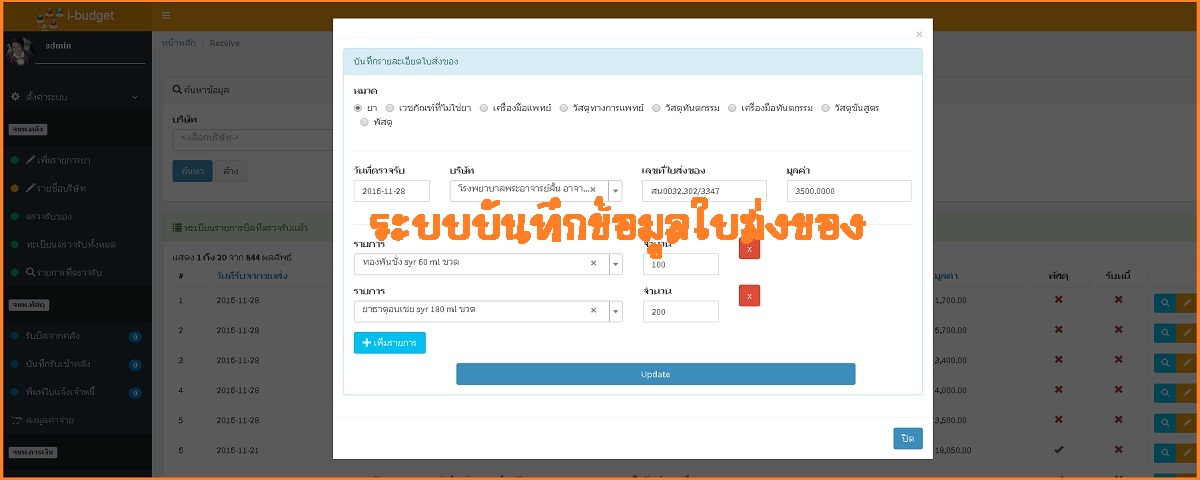 i-budget
admin
หน้าหลัก / Receive
×
บันทึกรายละเอียดใบส่งของ
ตั้งค่าระบบ
ค้นหาข้อมูล
หมวด
ยา เวชภัณฑ์ที่ไม่ใช่ยา เครื่องมือแพทย์ วัสดุทางการแพทย์ วัสดุทันตกรรม เครื่องมือทันตกรรม วัสดุชันสูตร
พัสดุ
จนท.คลัง
บริษัท
<-เลือกบริษัท->
เพิ่มรายการยา
ค้นหา ล้าง
วันที่ตรวจรับ บริษัท เลขที่ใบส่งของ มูลค่า
2016-11-28 โรงพยาบาลพระอาจารย์ฝั้น อาจา...× สน0032.302/3347 3500.0000
รายชื่อบริษัท
ตรวจรับของ
ระบบบันทึกข้อมูลใบส่งของ
ทะเบียนรายการบิลที่ตรวจรับแล้ว
ทะเบียนตรวจรับทั้งหมด
รายการ จำนวน x
ทองพันชั่ง syr 60 ml ขวด × 100
แสดง 1 ถึง 20 จาก 844 ผลลัพธ์
รายการที่ตรวจรับ
# วันที่รับจากขนส่ง มูลค่า พัสดุ รับหนี้
รายการ จำนวน x
ยาธาตุอบเชย syr 180 ml ขวด × 200
จนท.พัสดุ
1 2016-11-28 1,700.00
รับบิลจากคลัง 0
2 2016-11-28 6,700.00
เพิ่มรายการ
บันทึกรับเข้าคลัง 0
3 2016-11-28 3,400.00
Update
พิมพ์ใบแจ้งเจ้าหนี้ 0
4 2016-11-28 4,000.00
ลงมูลค่าจ่าย
5 2016-11-28 3,500.00
ปิด
จนท.การเงิน
6 2016-11-21 18,050.00